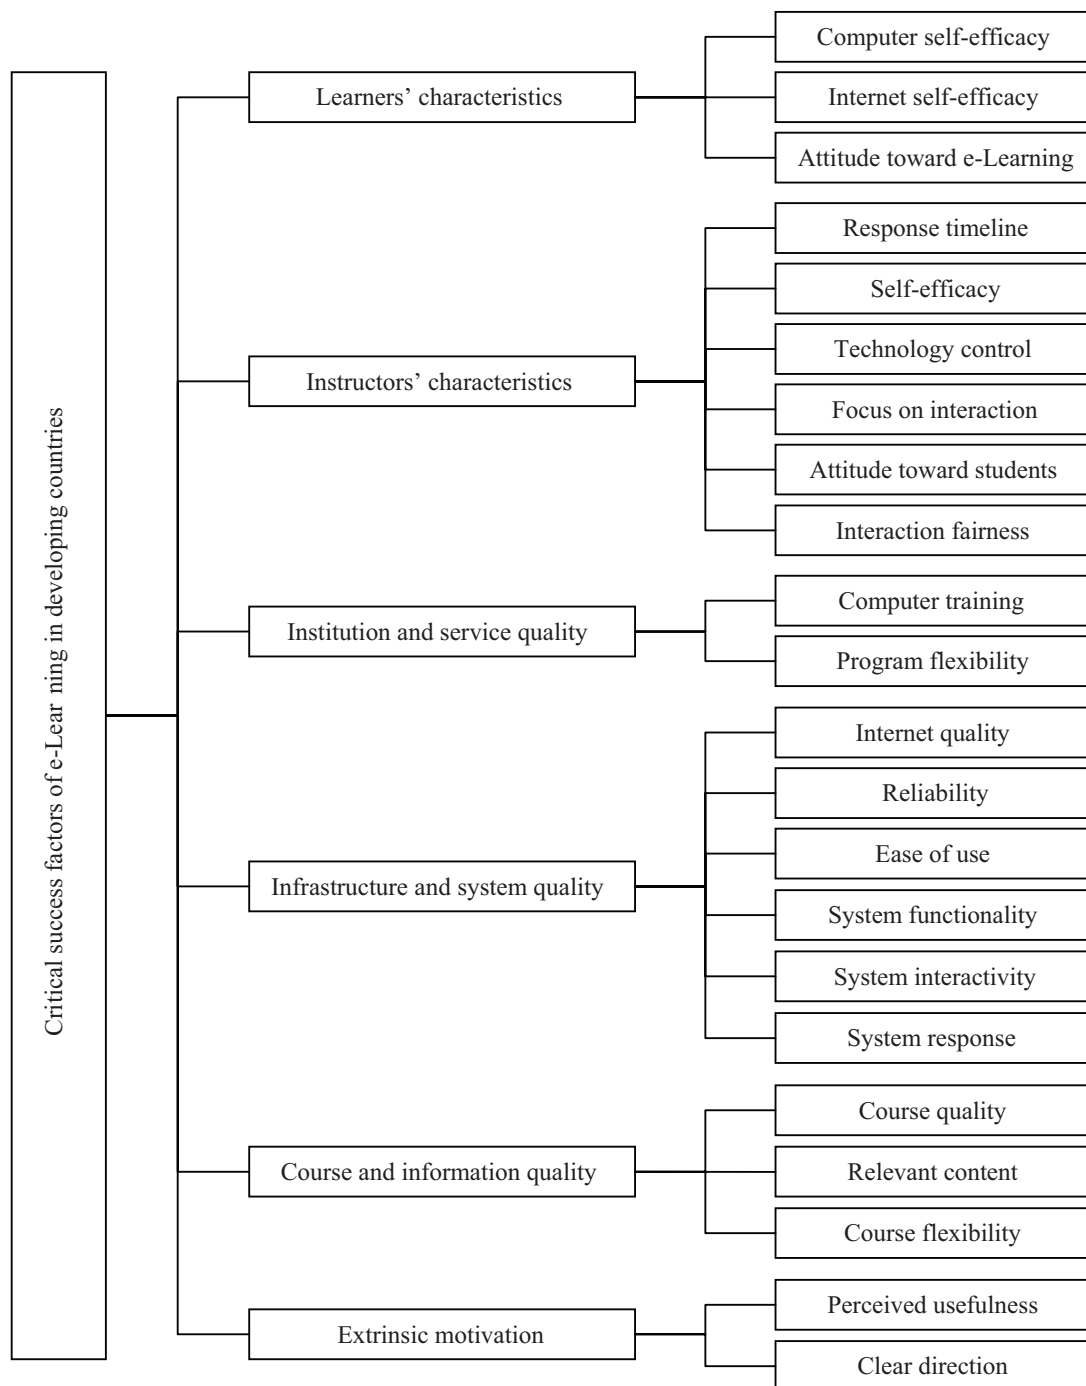 Critical success factors of e-Lear ning in developing countries
Learners’ characteristics
Computer self-efficacy
Internet self-efficacy
Attitude toward e-Learning
Instructors’ characteristics
Response timeline
Self-efficacy
Technology control
Focus on interaction
Attitude toward students
Interaction fairness
Institution and service quality
Computer training
Program flexibility
Infrastructure and system quality
Internet quality
Reliability
Ease of use
System functionality
System interactivity
System response
Course and information quality
Course quality
Relevant content
Course flexibility
Extrinsic motivation
Perceived usefulness
Clear direction